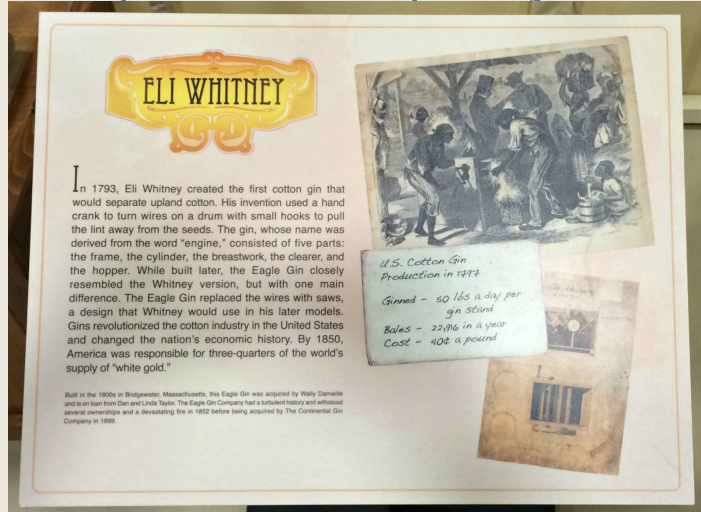 ELI WHITNEY
In 1793, Eli Whitney created the first cotton gin that
would separate upland cotton. His invention used a hand
crank to turn wires on a drum with small hooks to pull
the lint away from the seeds. The gin, whose name was
derived from the word “engine,” consisted of five parts:
the frame, the cylinder, the breastwork, the clearer, and
the hopper. While built later, the Eagle Gin closely
resembled the Whitney version, but with one main
difference. The Eagle Gin replaced the wires with saws,
a design that Whitney would use in his later models.
Gins revolutionized the cotton industry in the United States
and changed the nation's economic history. By 1850,
America was responsible for three-quarters of the world's
supply of “white gold.”
Built in the 1800s in Bridgewater, Massachusetts, this Eagle Gin was acquired by Wally Darneille
and is on loan from Dan and Linda Taylor. The Eagle Gin Company had a turbulent history and withstood
several ownerships and a devastating fire in 1852 before being acquired by The Continental Gin
Company in 1899.
U.S. Cotton Gin
Production in
Ginned - 50 lbs a day per
gin stand
Bales - in a year
Cost - 40¢ a pound